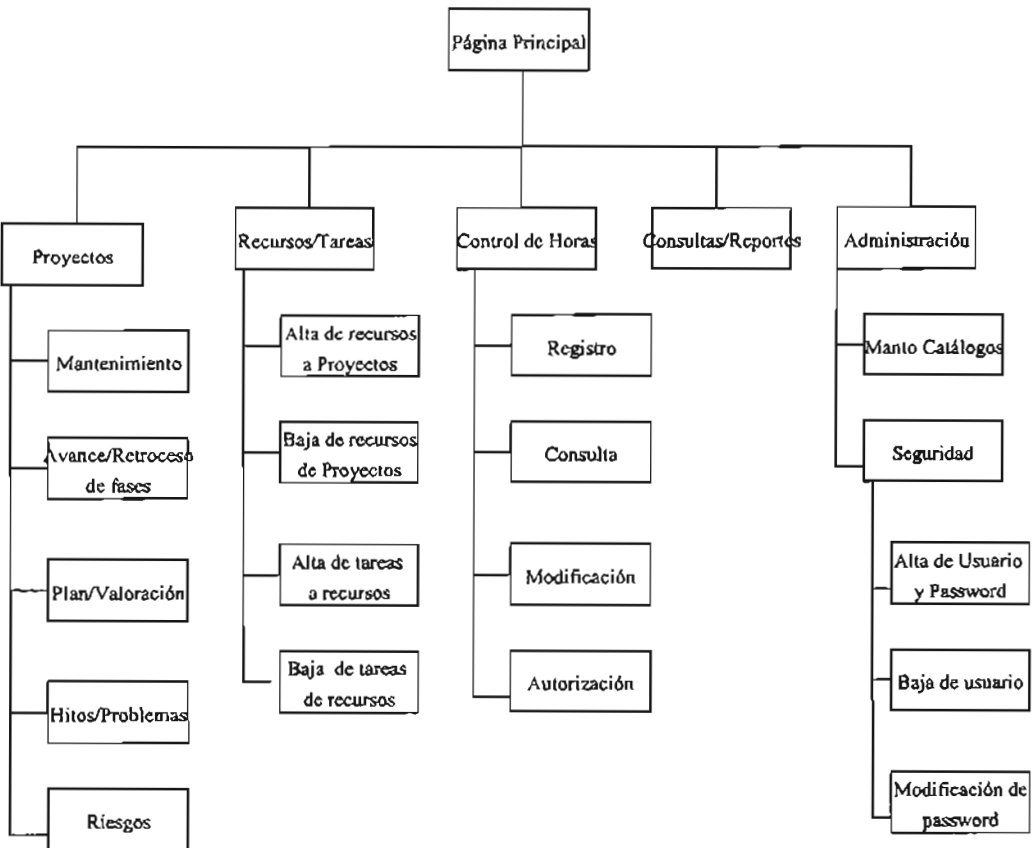 Página Principal
Proyectos
Recursos/Tareas
Control de Horas
Consultas/Reportes
Administración
Mantenimiento
Avance/Retroceso
de fases
Plan/Valoración
Hitos/Problemas
Riesgos
Alta de recursos
a Proyectos
Baja de recursos
de Proyectos
Alta de tareas
a recursos
Baja de tareas
de recursos
Registro
Consulta
Modificación
Autorización
Manto Catálogos
Seguridad
Alta de Usuario
y Password
Baja de usuario
Modificación de
password